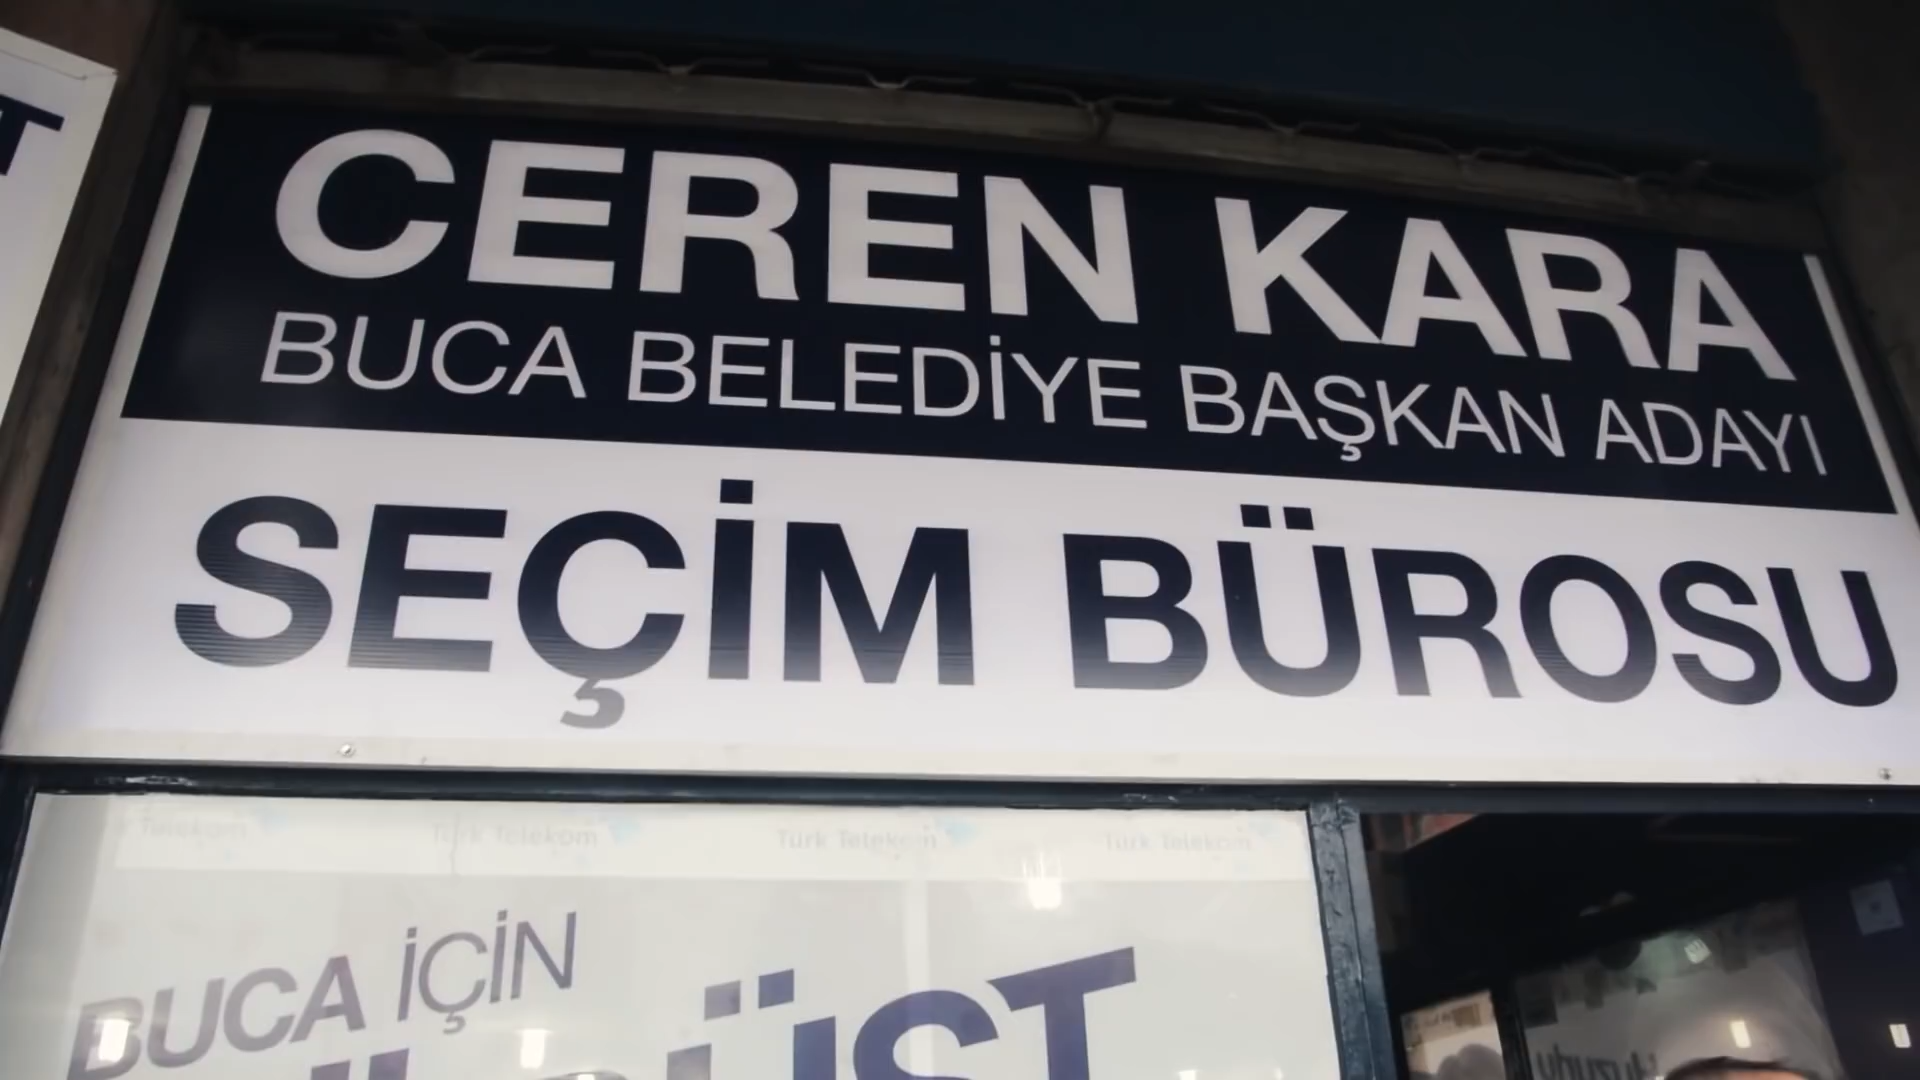 CEREN KARA
BUCA BELEDİYE BAŞKAN ADAYI
SEÇİM BÜROSU
Türk Telekom Türk Telekom Türk Telekom
BUCA İÇİN